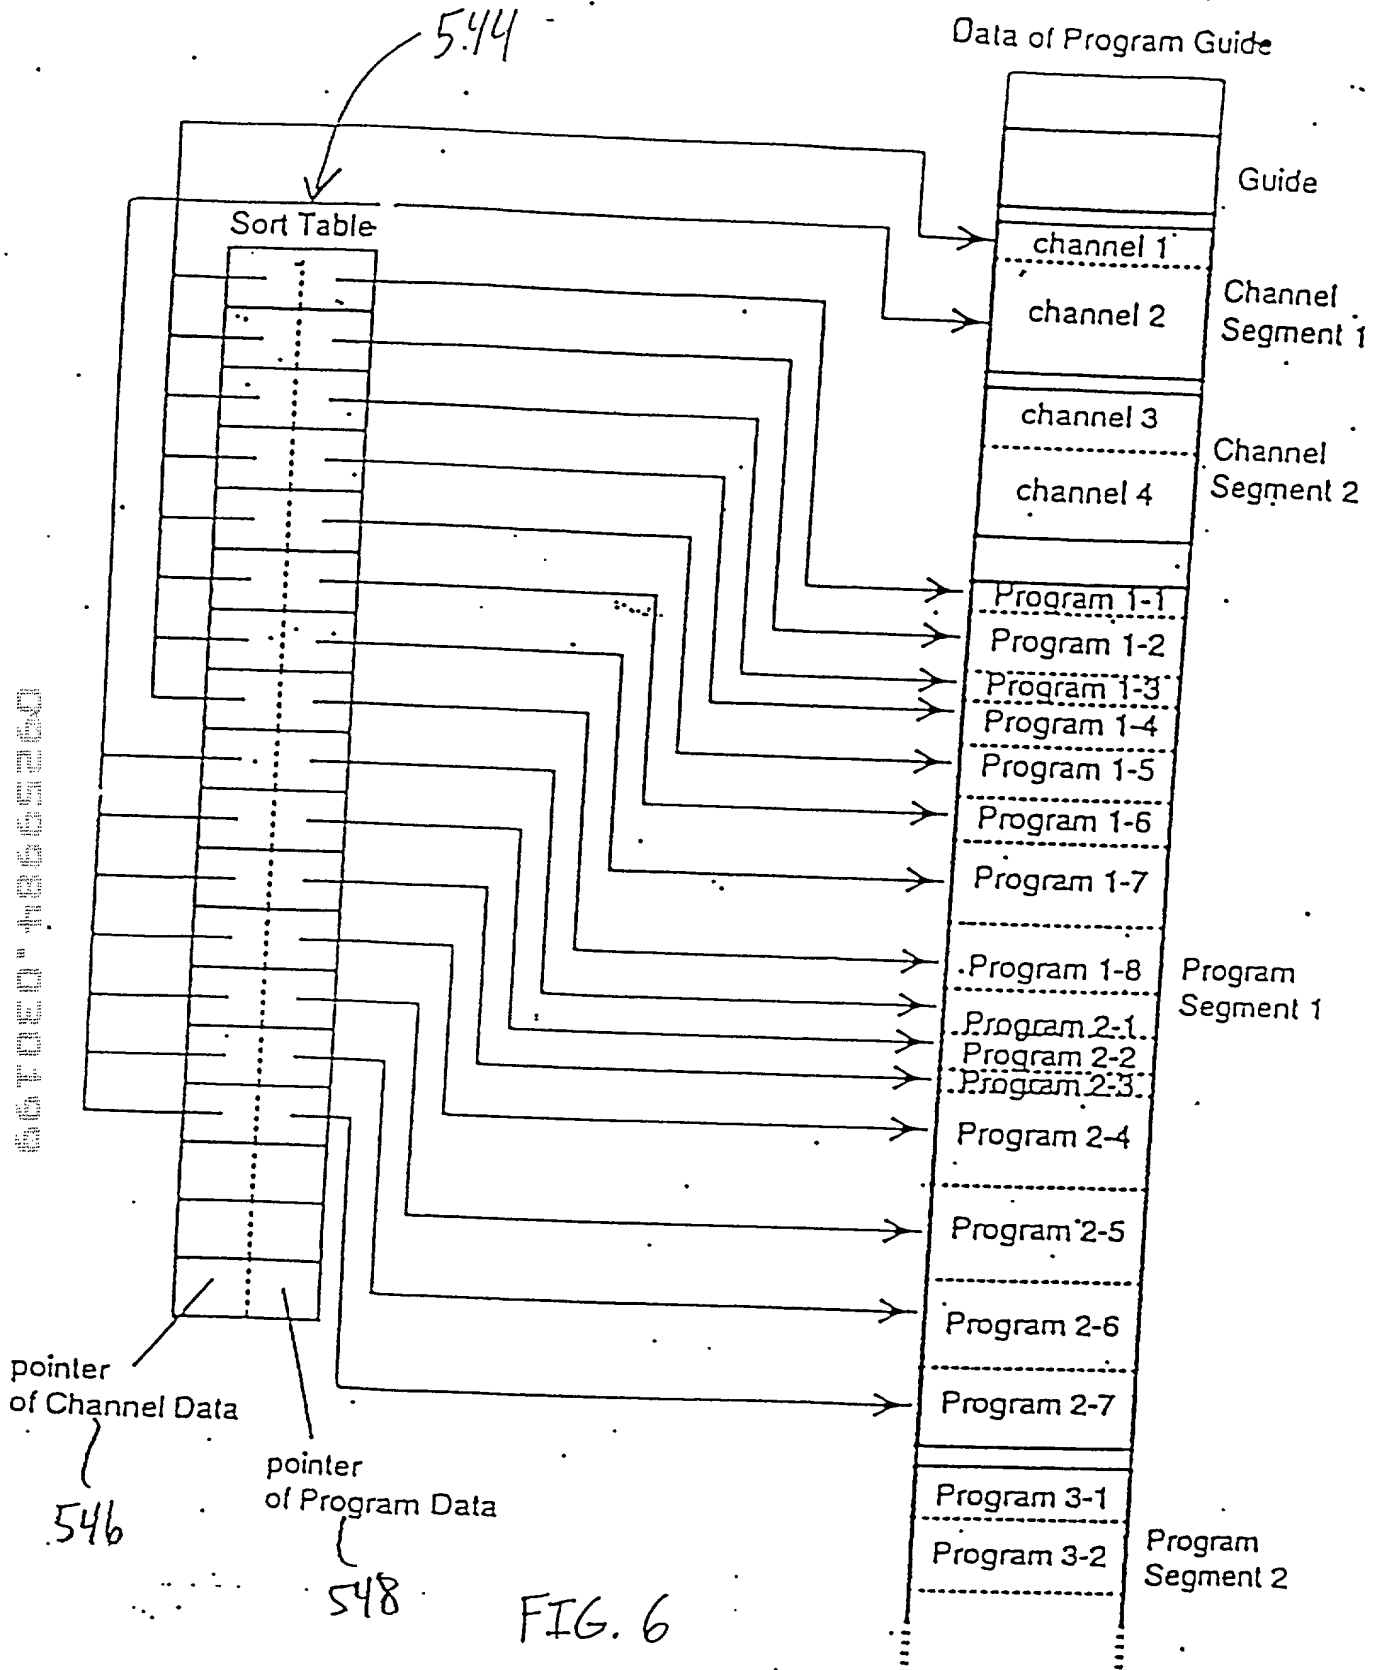 544
Data of Program Guide
Guide
Sort Table
channel 1
channel 2
Channel
Segment 1
channel 3
channel 4
Channel
Segment 2
Program 1-1
Program 1-2
Program 1-3
Program 1-4
Program 1-5
Program 1-6
Program 1-7
Program 1-8
Program
Segment 1
Program 2-1
Program 2-2
Program 2-3
Program 2-4
Program 2-5
Program 2-6
Program 2-7
pointer
of Channel Data
546
pointer
of Program Data
548
Program 3-1
Program 3-2
Program
Segment 2
FIG. 6